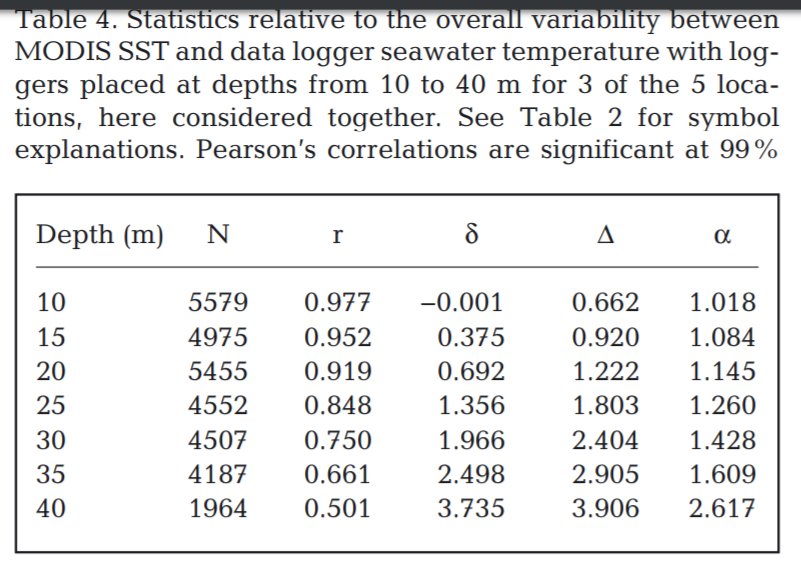 Table 4. Statistics relative to the overall variability between
MODIS SST and data logger seawater temperature with log-
gers placed at depths from 10 to 40 m for 3 of the 5 loca-
tions, here considered together. See Table 2 for symbol
explanations. Pearson's correlations are significant at 99%
Depth (m) N r δ Δ α
10 5579 0.977 −0.001 0.662 1.018
15 4975 0.952 0.375 0.920 1.084
20 5455 0.919 0.692 1.222 1.145
25 4552 0.848 1.356 1.803 1.260
30 4507 0.750 1.966 2.404 1.428
35 4187 0.661 2.498 2.905 1.609
40 1964 0.501 3.735 3.906 2.617